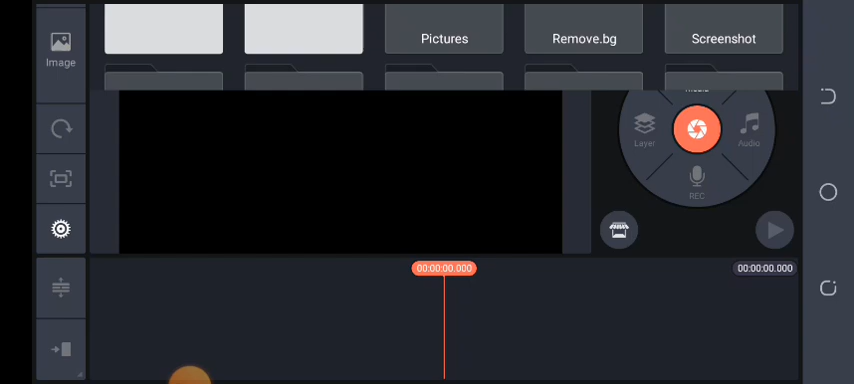 Pictures
Remove.bg
Screenshot
Image
Layer
Audio
REC
00:00:00.000
00:00:00.000